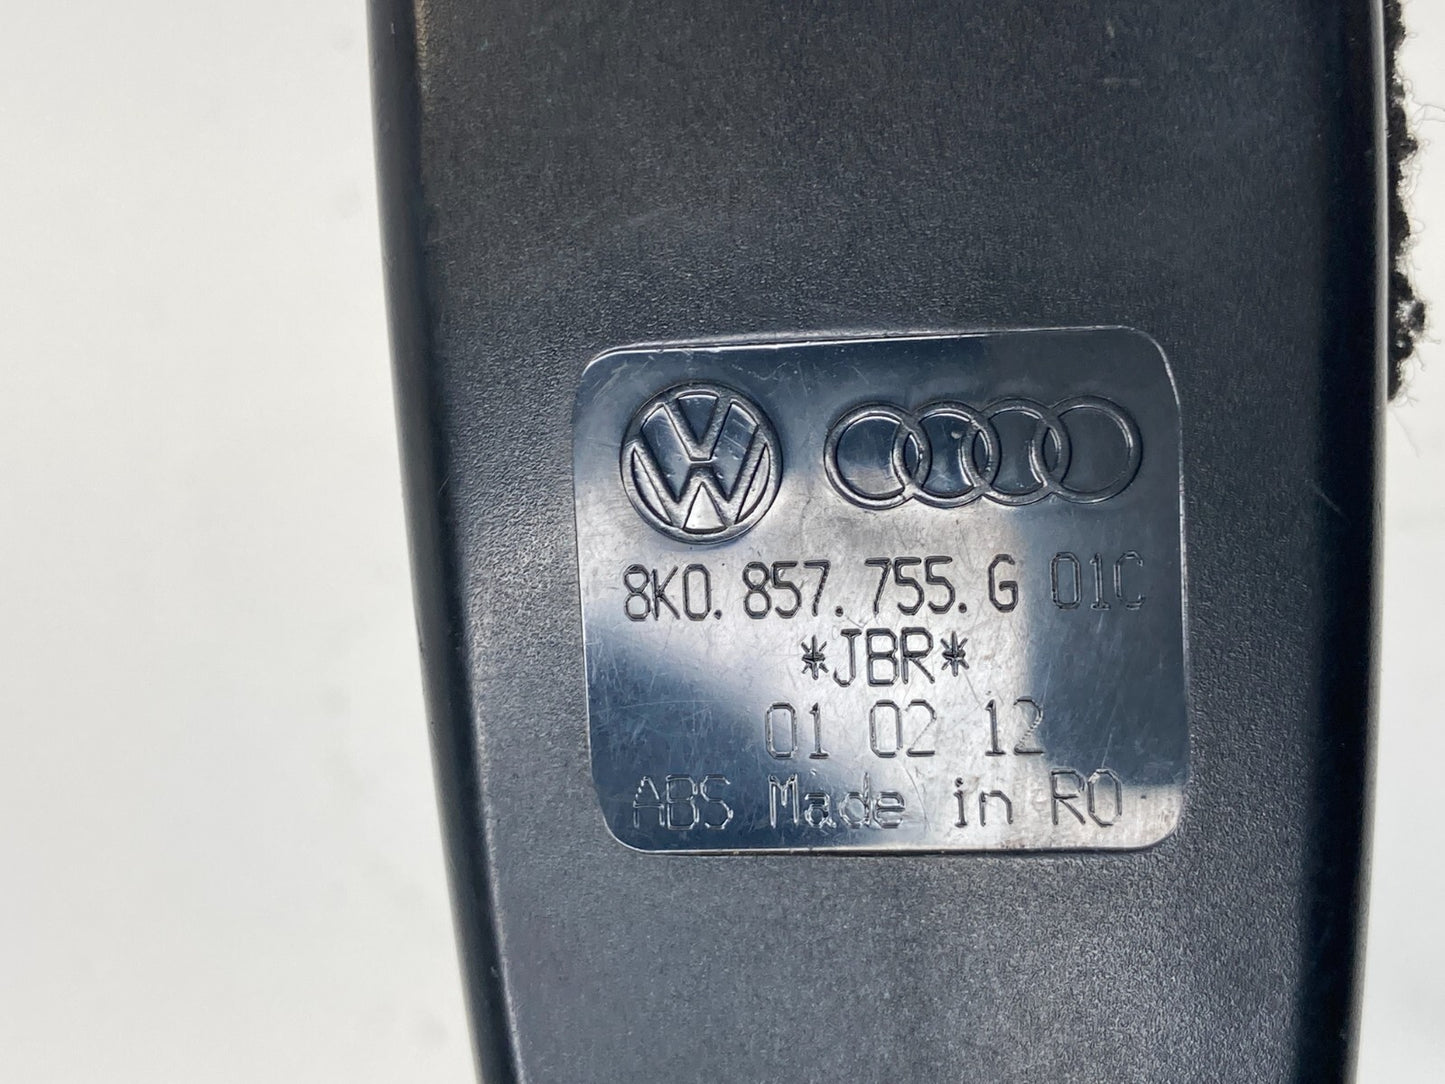 8K0.857.755.G 01C
*JBR*
01 02 12
ABS Made in RO